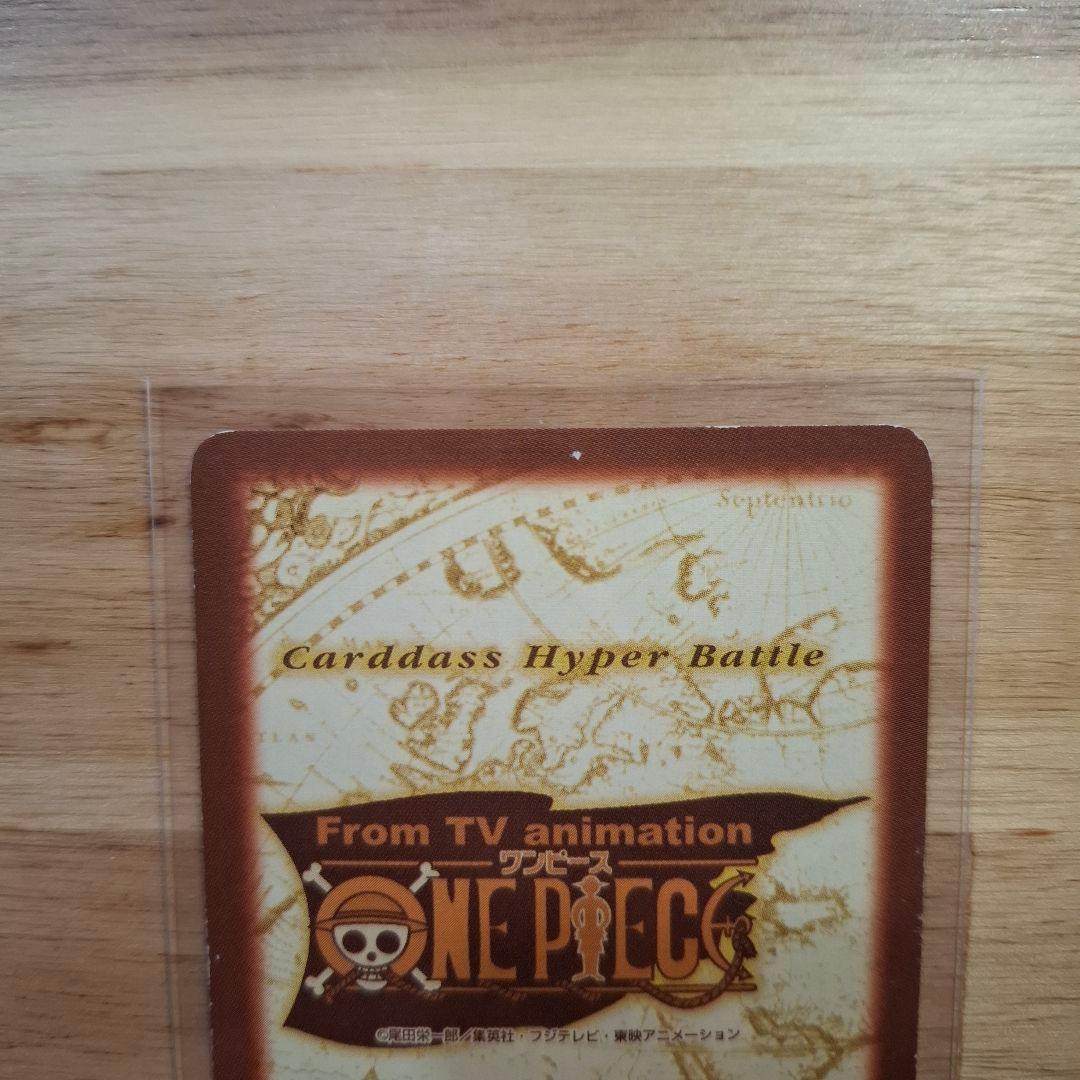 Septentrio
Carddass Hyper Battle
TLAN
From TV animation
ワンピース
ONE PIECE
©尾田栄一郎／集英社・フジテレビ・東映アニメーション